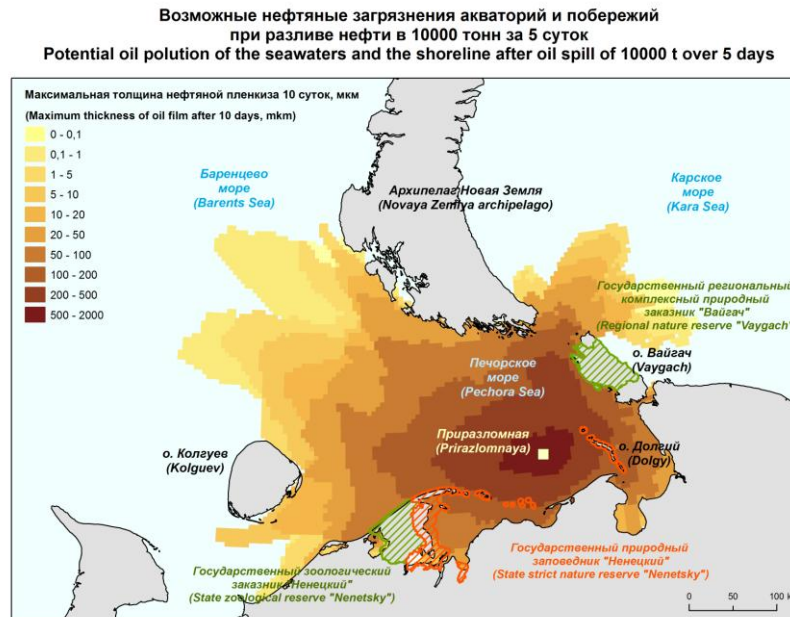 Возможные нефтяные загрязнения акваторий и побережий
при разливе нефти в 10000 тонн за 5 суток
Potential oil polution of the seawaters and the shoreline after oil spill of 10000 t over 5 days
Максимальная толщина нефтяной пленкиза 10 суток, мкм
(Maximum thickness of oil film after 10 days, mkm)
0 - 0,1
0,1 - 1
1 - 5
5 - 10
10 - 20
20 - 50
50 - 100
100 - 200
200 - 500
500 - 2000
Баренцево
море
(Barents Sea)
Архипелаг Новая Земля
(Novaya Zemlya archipelago)
Карское
море
(Kara Sea)
Государственный региональный
комплексный природный
заказник "Вайгач"
(Regional nature reserve "Vaygach")
о. Вайгач
(Vaygach)
Печорское
море
(Pechora Sea)
Приразломная
(Prirazlomnaya)
о. Долгий
(Dolgy)
о. Колгуев
(Kolguev)
Государственный зоологический
заказник "Ненецкий"
(State zoological reserve "Nenetsky")
Государственный природный
заповедник "Ненецкий"
(State strict nature reserve "Nenetsky")
0 50 100